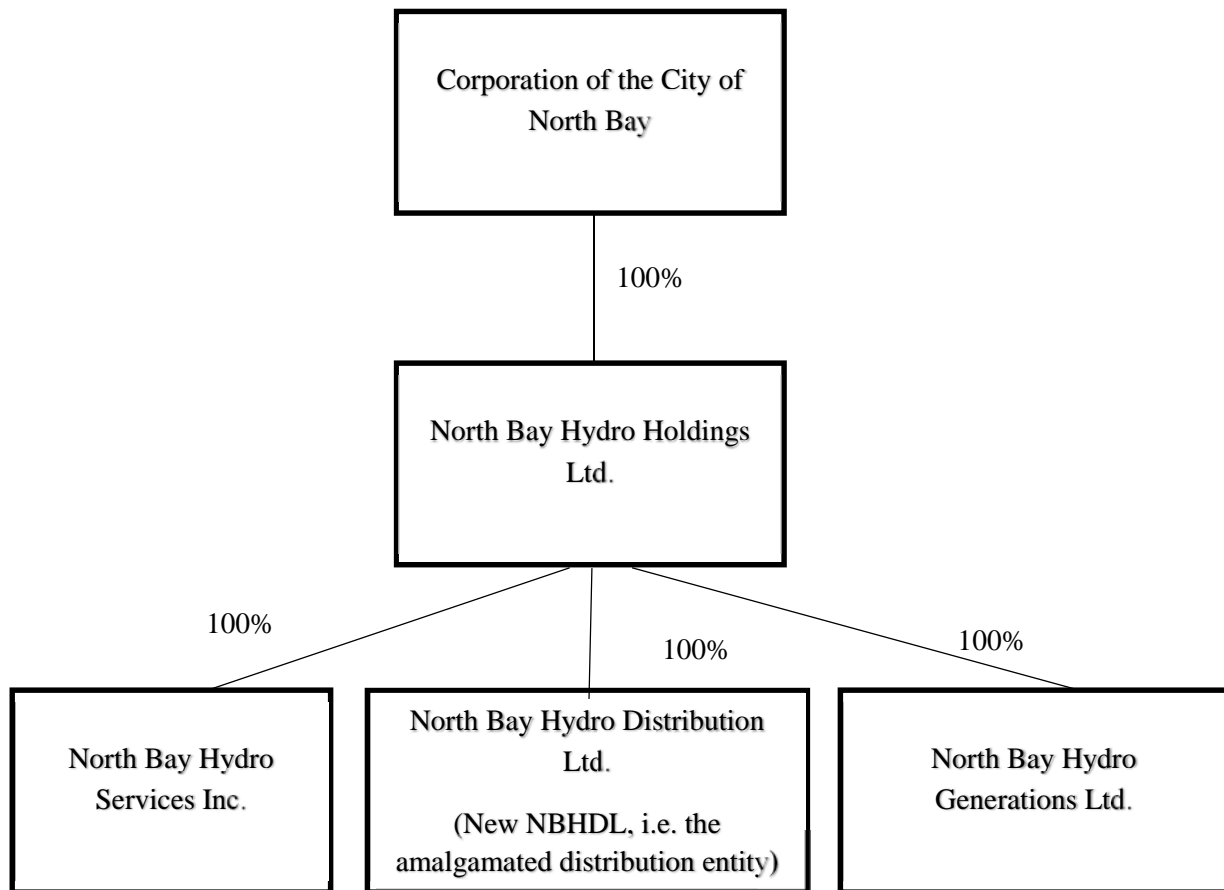 Corporation of the City of
North Bay
100%
North Bay Hydro Holdings
Ltd.
100%
100%
100%
North Bay Hydro
Services Inc.
North Bay Hydro Distribution
Ltd.
(New NBHDL, i.e. the
amalgamated distribution entity)
North Bay Hydro
Generations Ltd.